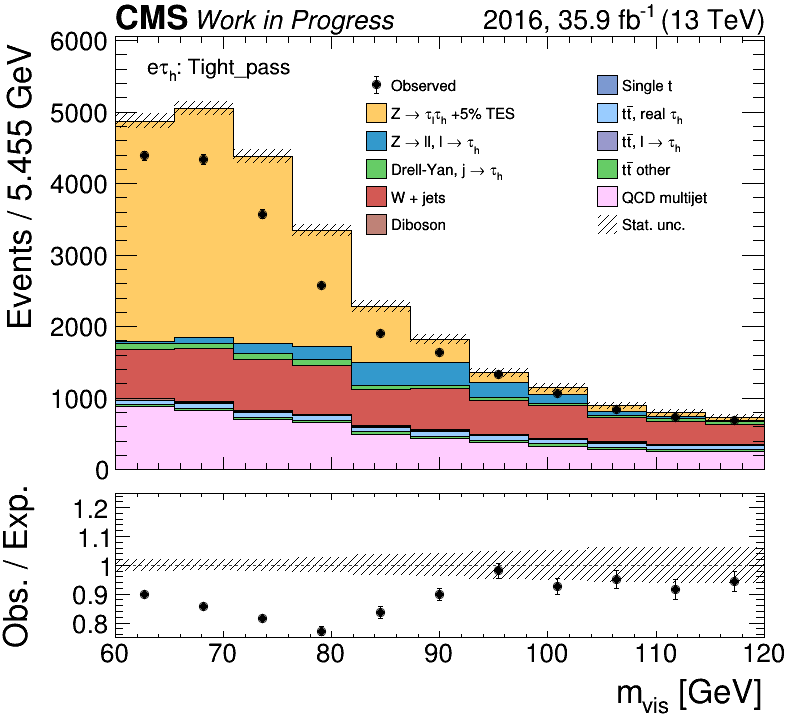 CMS Work in Progress 2016, 35.9 fb⁻¹ (13 TeV)
Events / 5.455 GeV
6000
5000
4000
3000
2000
1000
0
eτₕ: Tight_pass
Observed
Z → τₗτₕ +5% TES
Z → ll, l → τₕ
Drell-Yan, j → τₕ
W + jets
Diboson
Single t
tt̄, real τₕ
tt̄, l → τₕ
tt̄ other
QCD multijet
Stat. unc.
Obs. / Exp.
1.2
1.1
1
0.9
0.8
60 70 80 90 100 110 120
m_vis [GeV]